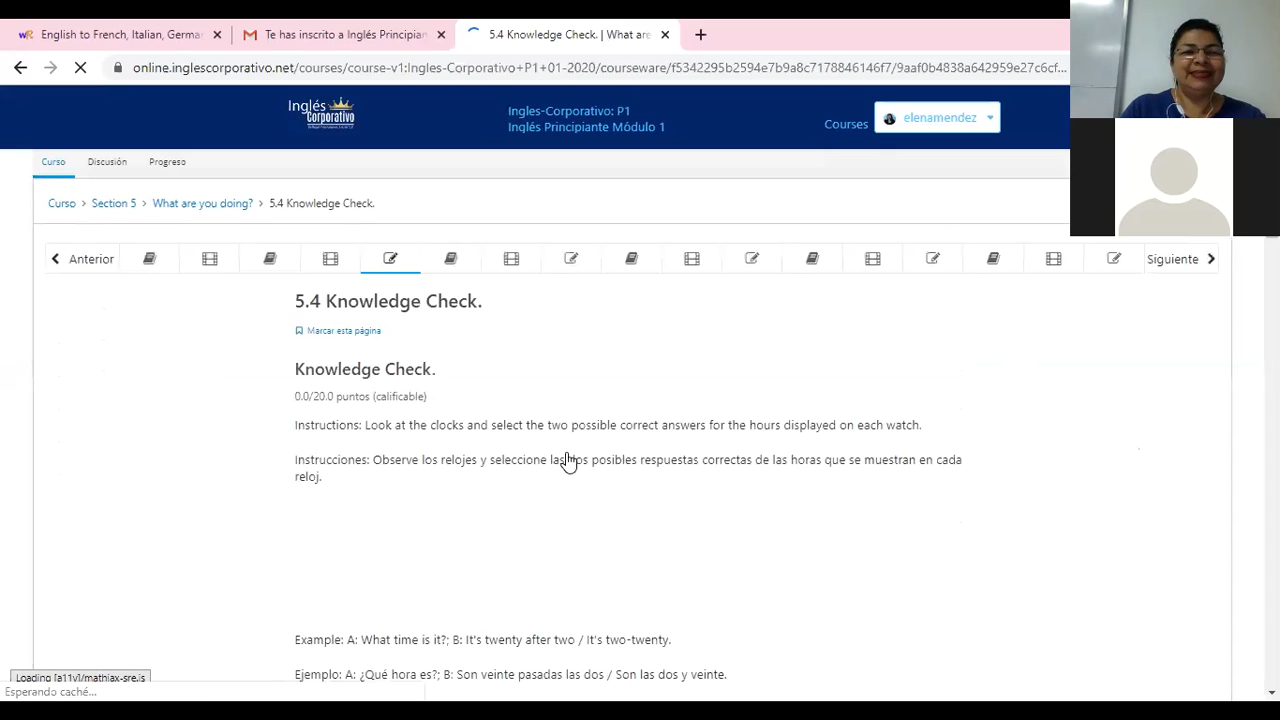 English to French, Italian, Germa
Te has inscrito a Inglés Principian
5.4 Knowledge Check. | What are
online.inglescorporativo.net/courses/course-v1:Ingles-Corporativo+P1+01-2020/courseware/f5342295b2594e7b9a8c7178846146f7/9aaf0b4838a642959e27c6cf...
Inglés
Corporativo
Ingles-Corporativo: P1
Inglés Principiante Módulo 1
Courses
elenamendez
Curso
Discusión
Progreso
Curso > Section 5 > What are you doing? > 5.4 Knowledge Check.
Anterior
Siguiente
5.4 Knowledge Check.
Marcar esta página
Knowledge Check.
0.0/20.0 puntos (calificable)
Instructions: Look at the clocks and select the two possible correct answers for the hours displayed on each watch.
Instrucciones: Observe los relojes y seleccione las dos posibles respuestas correctas de las horas que se muestran en cada
reloj.
Example: A: What time is it?; B: It's twenty after two / It's two-twenty.
Ejemplo: A: ¿Qué hora es?; B: Son veinte pasadas las dos / Son las dos y veinte.
Loading [a11y]/mathjax-sre.js
Esperando caché...